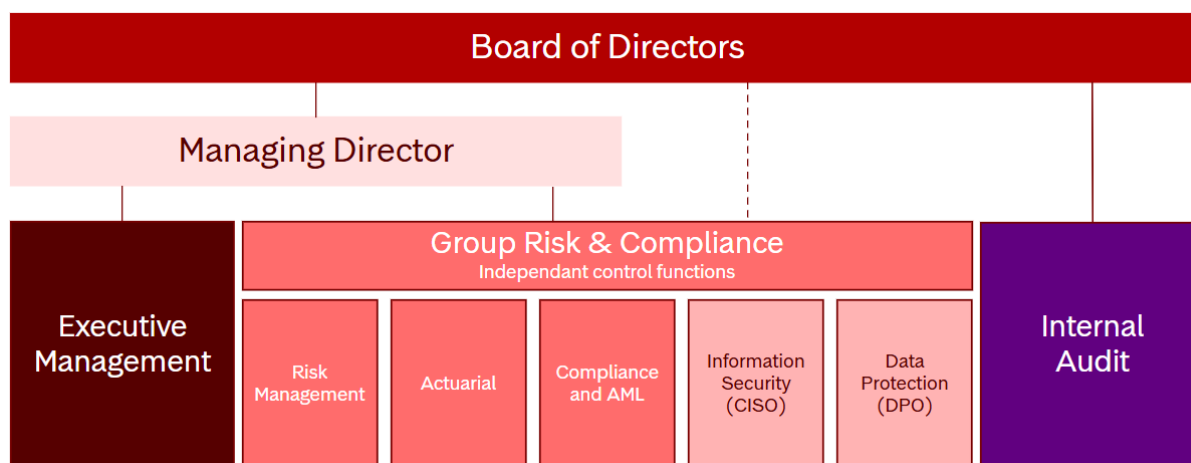 Board of Directors
Managing Director
Group Risk & Compliance
Independant control functions
Executive
Management
Risk
Management
Actuarial
Compliance
and AML
Information
Security
(CISO)
Data
Protection
(DPO)
Internal
Audit